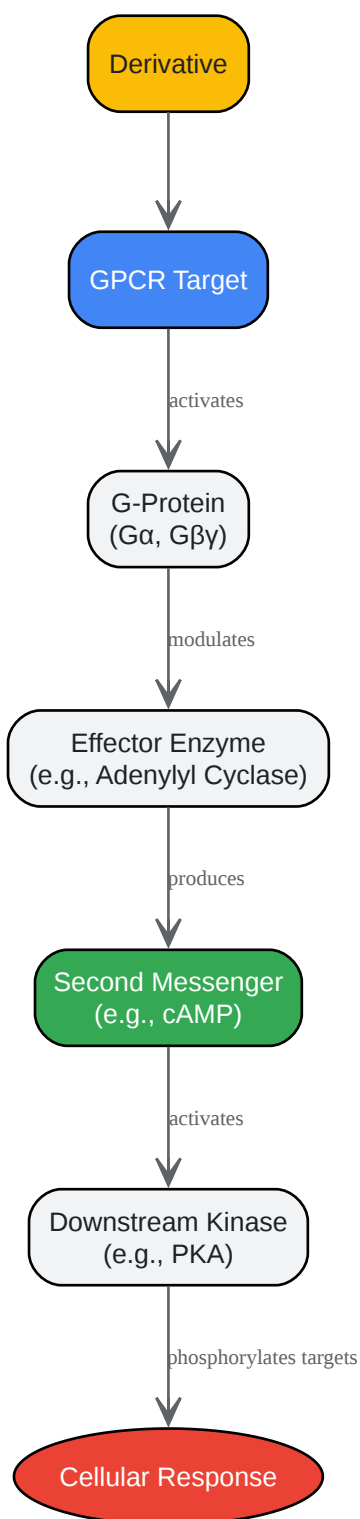 Derivative
GPCR Target
activates
G-Protein
(Gα, Gβγ)
modulates
Effector Enzyme
(e.g., Adenylyl Cyclase)
produces
Second Messenger
(e.g., cAMP)
activates
Downstream Kinase
(e.g., PKA)
phosphorylates targets
Cellular Response